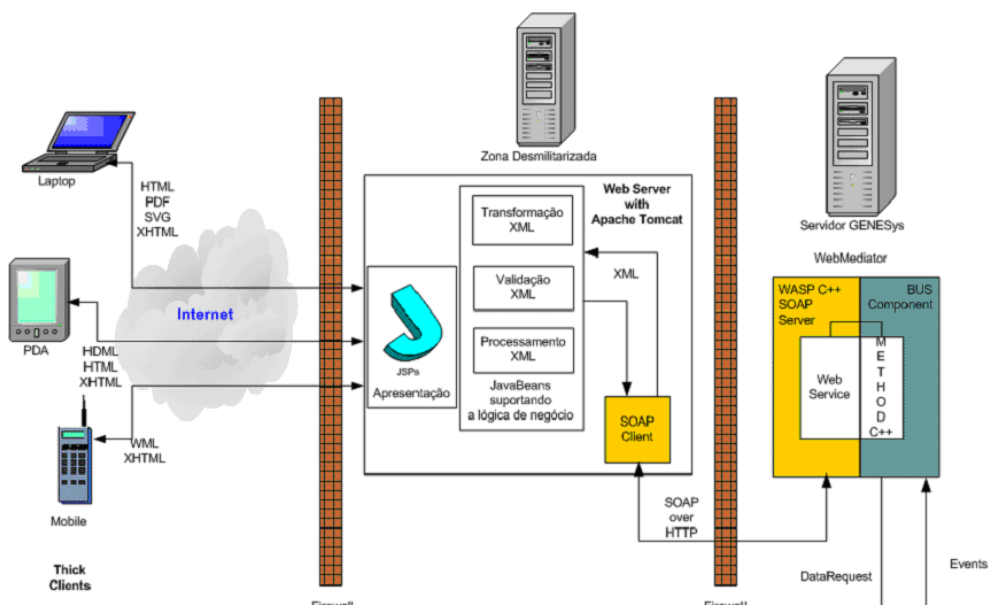 Laptop
HTML
PDF
SVG
XHTML
PDA
HDML
HTML
XHTML
Mobile
WML
XHTML
Thick
Clients
Internet
Firewall
Zona Desmilitarizada
Web Server
with
Apache Tomcat
JSPs
Apresentação
Transformação
XML
Validação
XML
Processamento
XML
JavaBeans
suportando
a lógica de negócio
XML
SOAP
Client
SOAP
over
HTTP
Firewall
Servidor GENESys
WebMediator
WASP C++
SOAP
Server
BUS
Component
Web
Service
M
E
T
H
O
D
C++
DataRequest
Events